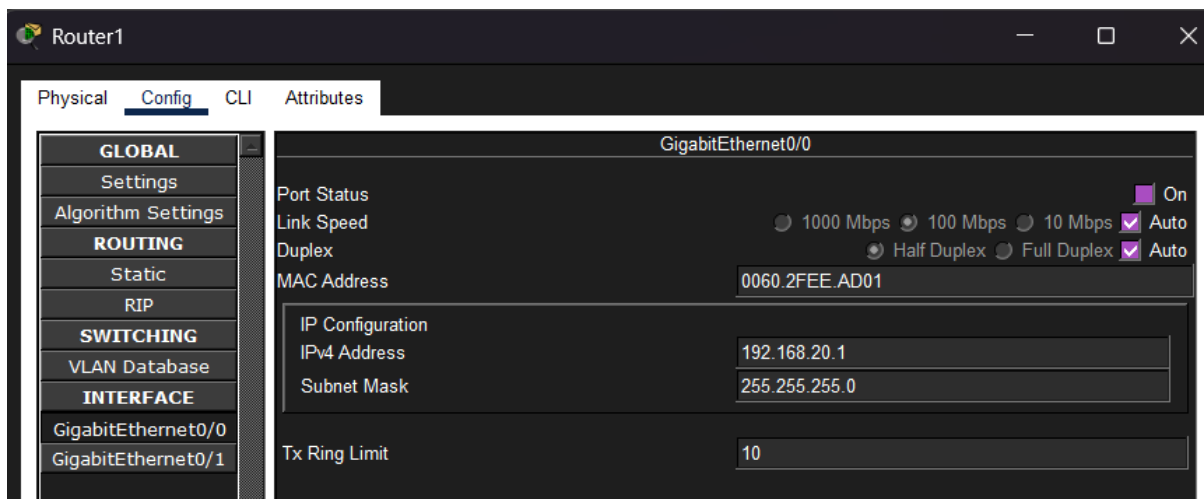 Router1
Physical Config CLI Attributes
GLOBAL
Settings
Algorithm Settings
ROUTING
Static
RIP
SWITCHING
VLAN Database
INTERFACE
GigabitEthernet0/0
GigabitEthernet0/1
GigabitEthernet0/0
Port Status On
Link Speed 1000 Mbps 100 Mbps 10 Mbps Auto
Duplex Half Duplex Full Duplex Auto
MAC Address 0060.2FEE.AD01
IP Configuration
IPv4 Address 192.168.20.1
Subnet Mask 255.255.255.0
Tx Ring Limit 10